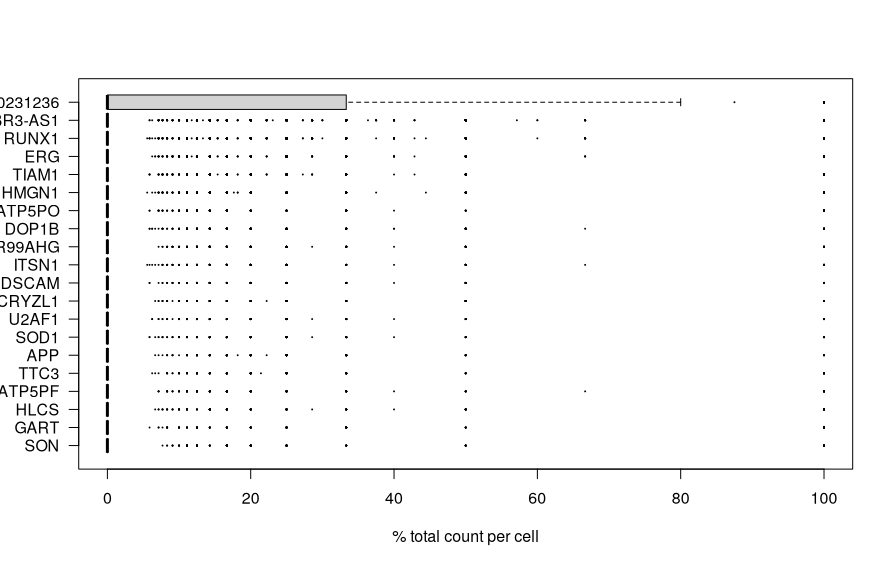 0231236
3R3-AS1
RUNX1
ERG
TIAM1
HMGN1
ATP5PO
DOP1B
R99AHG
ITSN1
DSCAM
CRYZL1
U2AF1
SOD1
APP
TTC3
ATP5PF
HLCS
GART
SON
0 20 40 60 80 100
% total count per cell